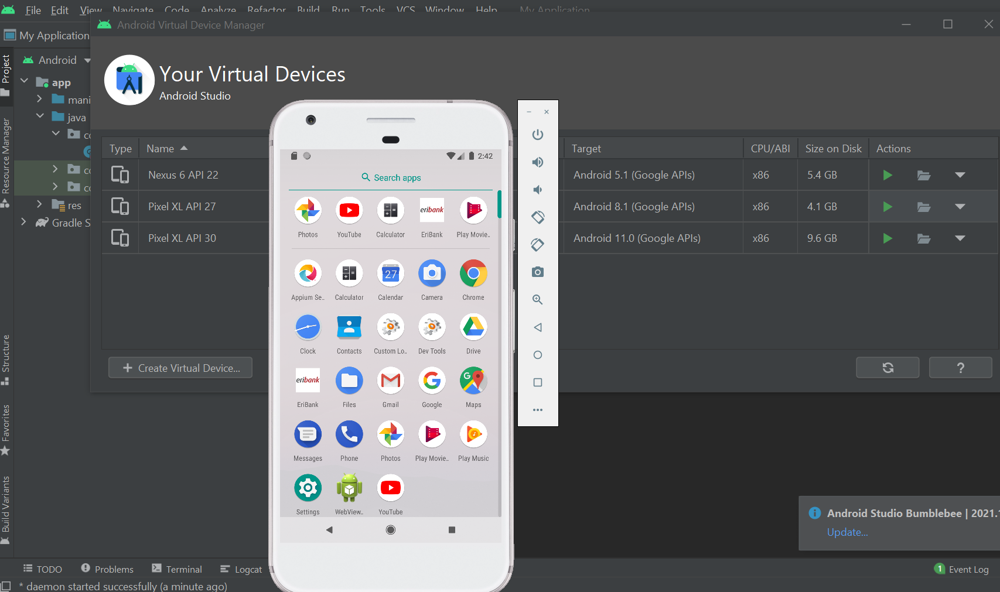 File Edit View Navigate Code Analyze Refactor Build Run Tools VCS Window Help My Application
Android Virtual Device Manager
My Application
Project
Resource Manager
Structure
Favorites
Build Variants
Android
app
mani
java
co
co
co
res
Gradle S
Your Virtual Devices
Android Studio
Type Name Target CPU/ABI Size on Disk Actions
Nexus 6 API 22 Android 5.1 (Google APIs) x86 5.4 GB
Pixel XL API 27 Android 8.1 (Google APIs) x86 4.1 GB
Pixel XL API 30 Android 11.0 (Google APIs) x86 9.6 GB
+ Create Virtual Device...
?
2:42
Search apps
eribank
Photos YouTube Calculator EriBank Play Movie..
27
Appium Se.. Calculator Calendar Camera Chrome
Clock Contacts Custom Lo.. Dev Tools Drive
eribank
EriBank Files Gmail Google Maps
Messages Phone Photos Play Movie.. Play Music
Settings WebView.. YouTube
Android Studio Bumblebee | 2021.1
Update...
TODO Problems Terminal Logcat
1 Event Log
* daemon started successfully (a minute ago)